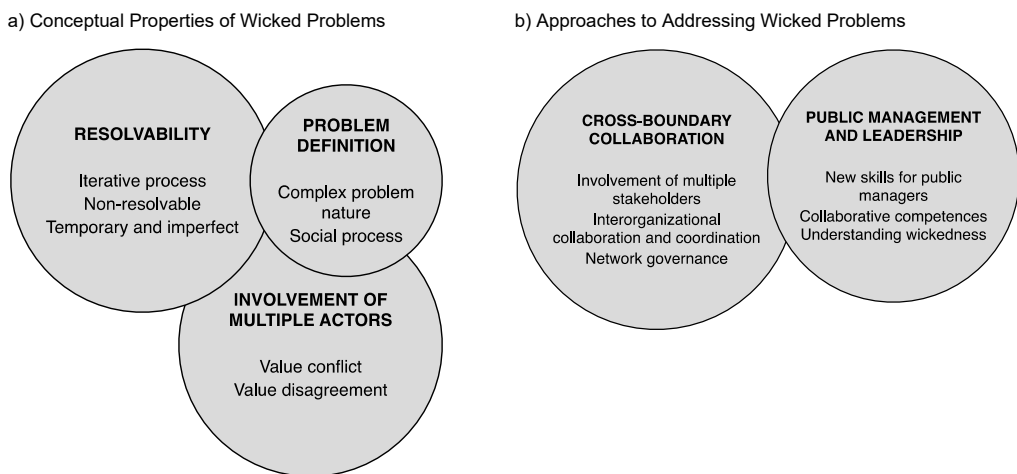 a) Conceptual Properties of Wicked Problems
RESOLVABILITY
Iterative process
Non-resolvable
Temporary and imperfect
PROBLEM
DEFINITION
Complex problem
nature
Social process
INVOLVEMENT OF
MULTIPLE ACTORS
Value conflict
Value disagreement
b) Approaches to Addressing Wicked Problems
CROSS-BOUNDARY
COLLABORATION
Involvement of multiple
stakeholders
Interorganizational
collaboration and coordination
Network governance
PUBLIC MANAGEMENT
AND LEADERSHIP
New skills for public
managers
Collaborative competences
Understanding wickedness